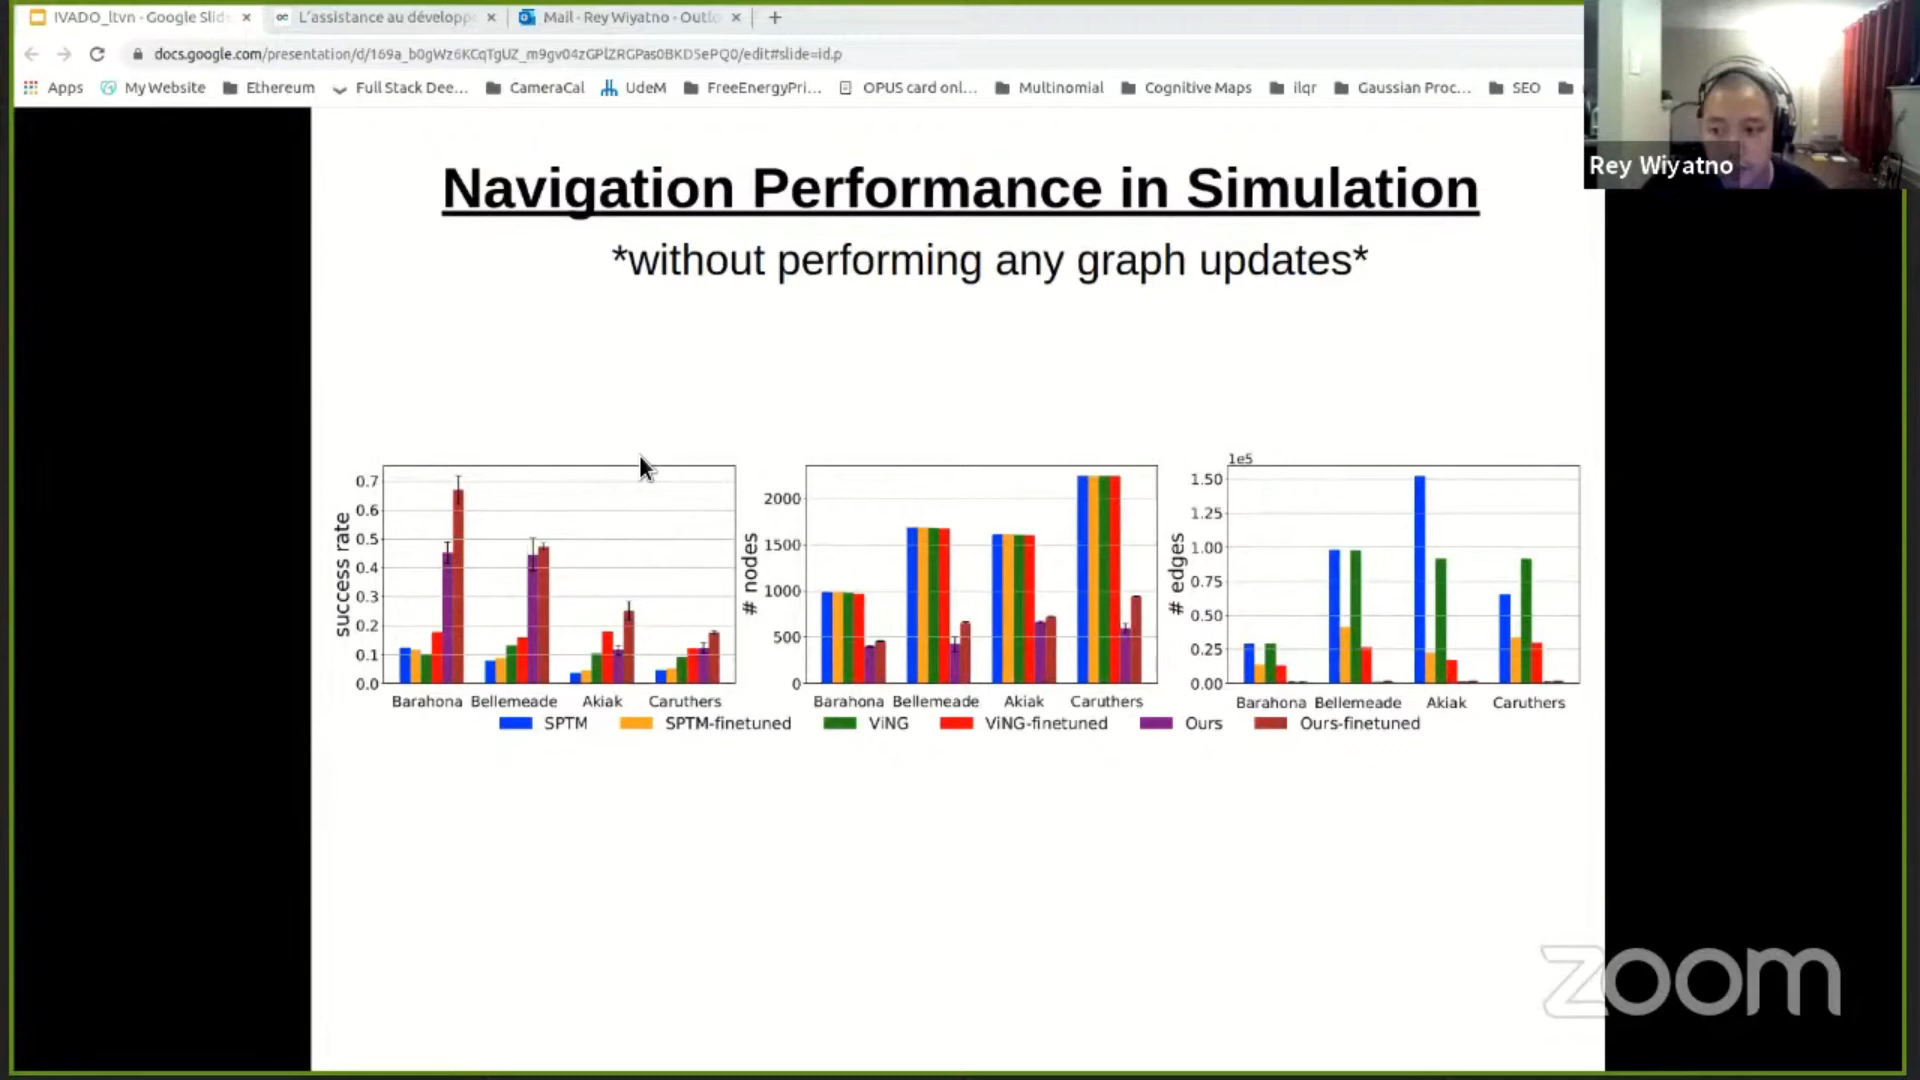 IVADO_ltvn - Google Slid
L'assistance au développ
Mail - Rey Wiyatno - Outlo
docs.google.com/presentation/d/169a_b0gWz6KCqTgUZ_m9gv04zGPlZRGPas0BKD5ePQ0/edit#slide=id.p
Apps My Website Ethereum Full Stack Dee... CameraCal UdeM FreeEnergyPri... OPUS card onl... Multinomial Cognitive Maps ilqr Gaussian Proc... SEO
Rey Wiyatno
Navigation Performance in Simulation
*without performing any graph updates*
success rate
0.7
0.6
0.5
0.4
0.3
0.2
0.1
0.0
Barahona Bellemeade Akiak Caruthers
# nodes
2000
1500
1000
500
0
Barahona Bellemeade Akiak Caruthers
1e5
# edges
1.50
1.25
1.00
0.75
0.50
0.25
0.00
Barahona Bellemeade Akiak Caruthers
SPTM SPTM-finetuned ViNG ViNG-finetuned Ours Ours-finetuned
zoom